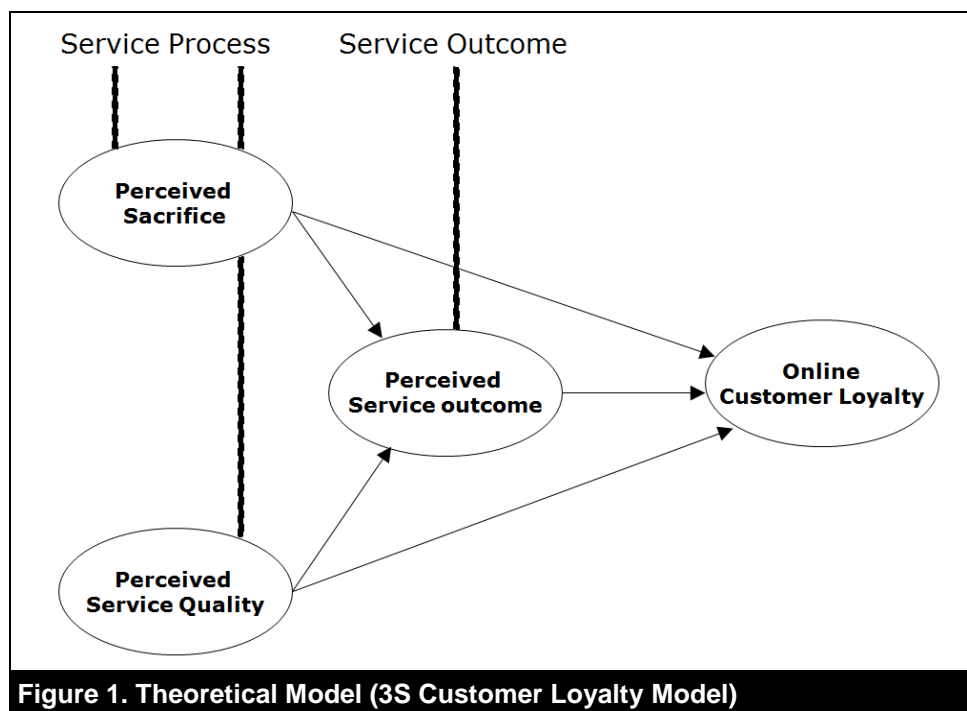 Service Process
Service Outcome
Perceived
Sacrifice
Perceived
Service outcome
Online
Customer Loyalty
Perceived
Service Quality
Figure 1. Theoretical Model (3S Customer Loyalty Model)